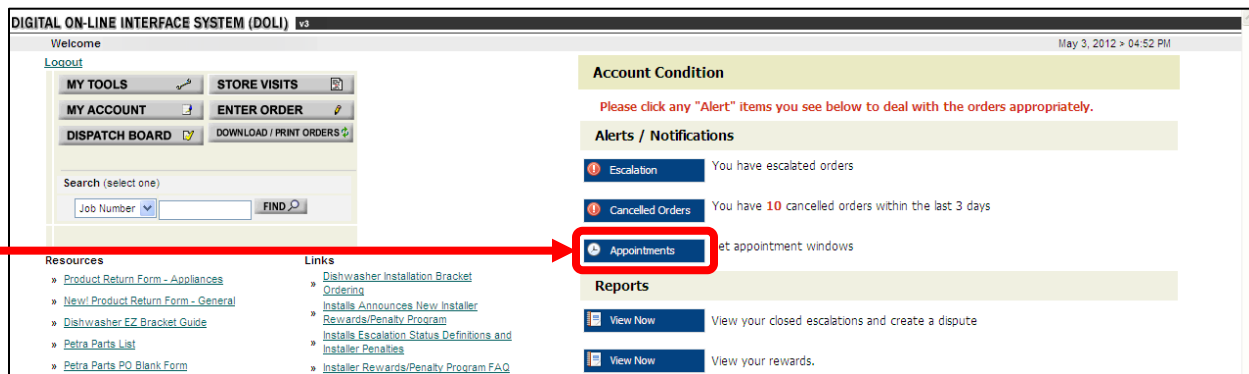 DIGITAL ON-LINE INTERFACE SYSTEM (DOLI) v3
Welcome
May 3, 2012 > 04:52 PM
Logout
MY TOOLS
STORE VISITS
MY ACCOUNT
ENTER ORDER
DISPATCH BOARD
DOWNLOAD / PRINT ORDERS
Search (select one)
Job Number
FIND
Resources
» Product Return Form - Appliances
» New! Product Return Form - General
» Dishwasher EZ Bracket Guide
» Petra Parts List
» Petra Parts PO Blank Form
Links
» Dishwasher Installation Bracket
Ordering
» Installs Announces New Installer
Rewards/Penalty Program
» Installs Escalation Status Definitions and
Installer Penalties
» Installer Rewards/Penalty Program FAQ
Account Condition
Please click any "Alert" items you see below to deal with the orders appropriately.
Alerts / Notifications
Escalation You have escalated orders
Cancelled Orders You have 10 cancelled orders within the last 3 days
Appointments et appointment windows
Reports
View Now View your closed escalations and create a dispute
View Now View your rewards.